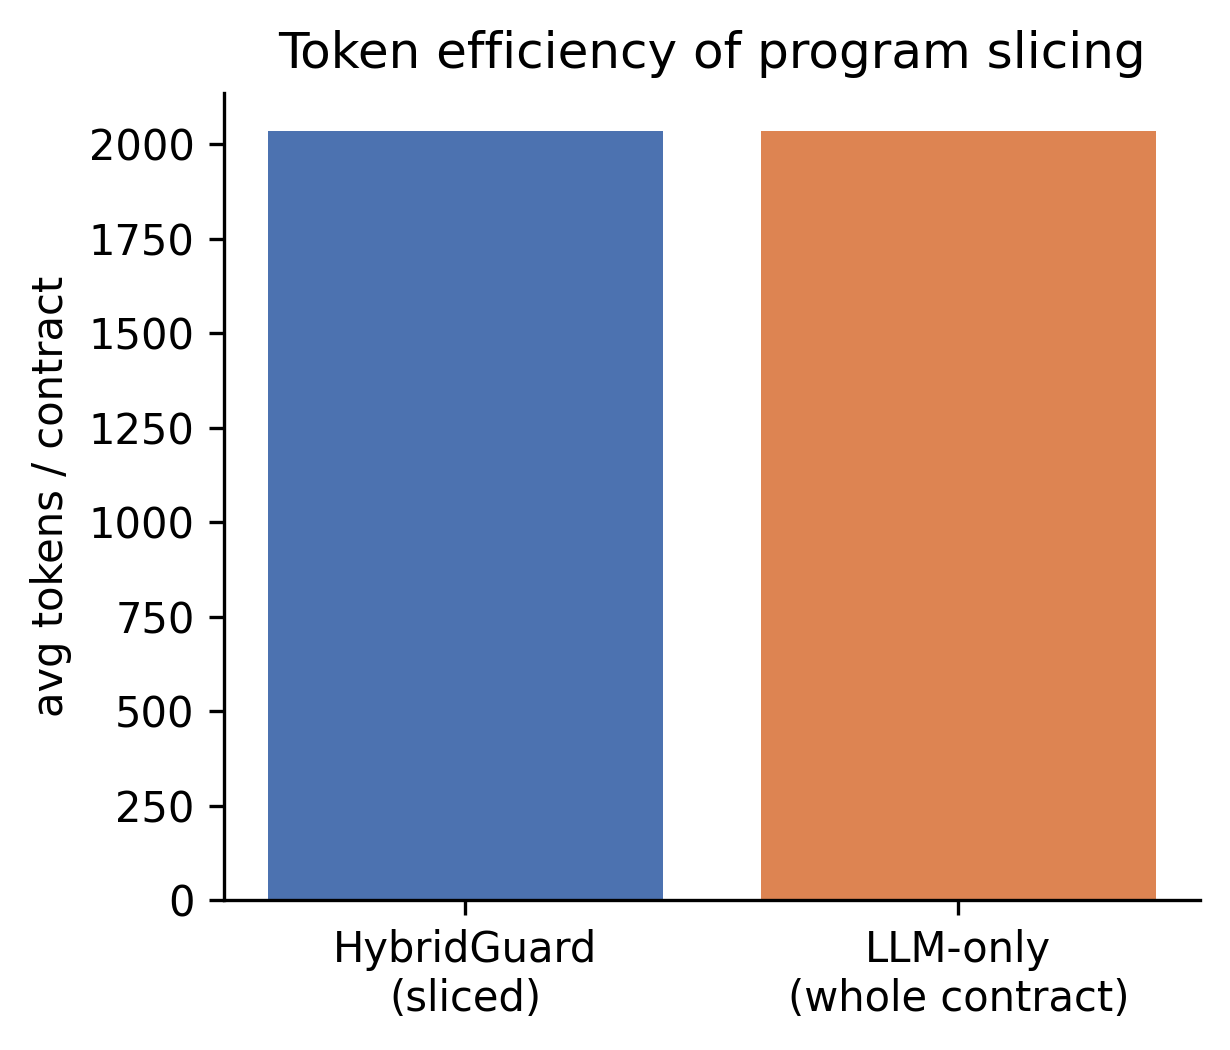 Token efficiency of program slicing
avg tokens / contract
2000
1750
1500
1250
1000
750
500
250
0
HybridGuard
(sliced)
LLM-only
(whole contract)